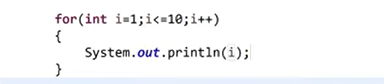 for(int i=1;i<=10;i++)
{
System.out.println(i);
}